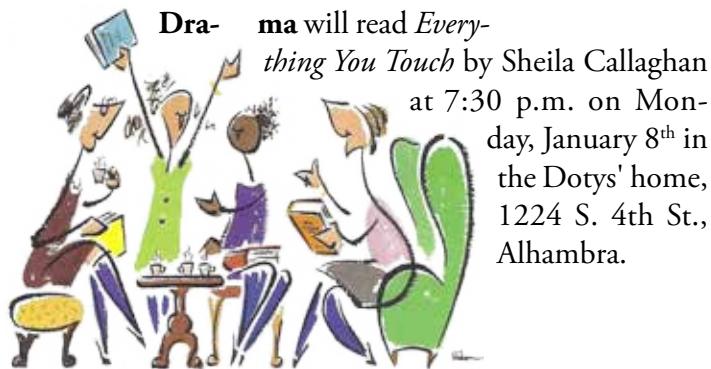 Dra- ma will read Every-
thing You Touch by Sheila Callaghan
at 7:30 p.m. on Mon-
day, January 8th in
the Dotys' home,
1224 S. 4th St.,
Alhambra.